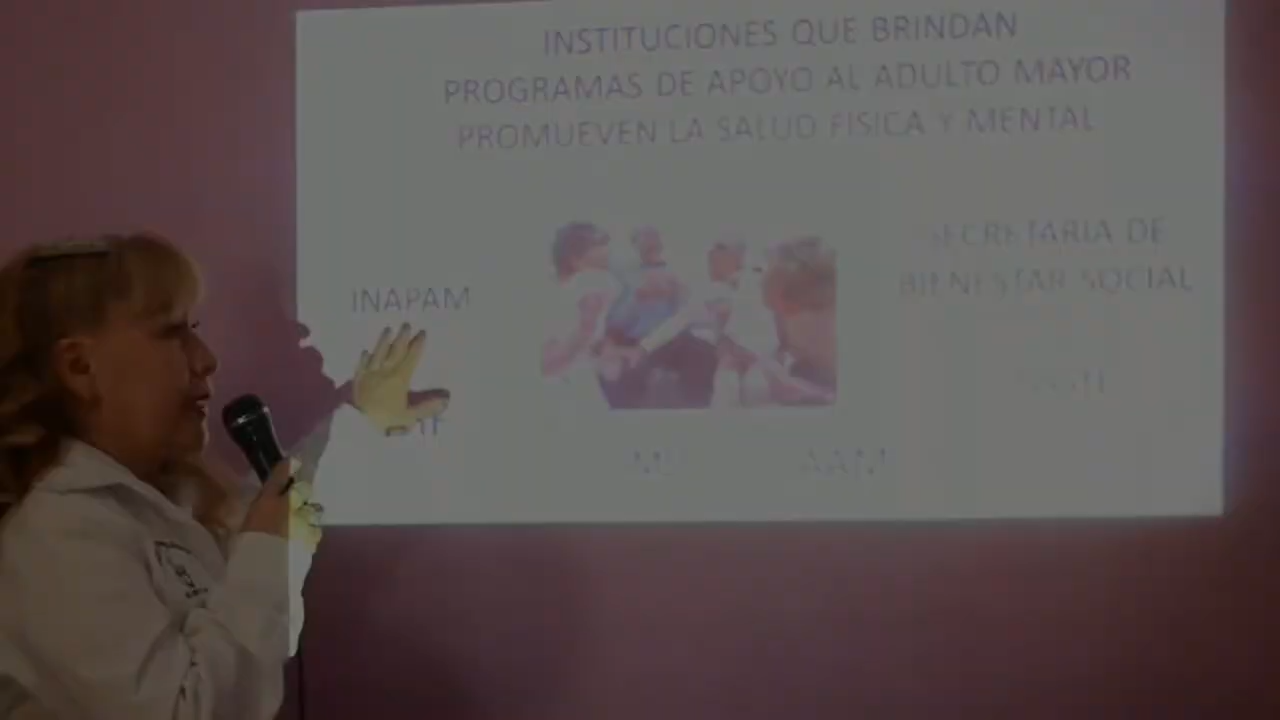 INSTITUCIONES QUE BRINDAN
PROGRAMAS DE APOYO AL ADULTO MAYOR
PROMUEVEN LA SALUD FISICA Y MENTAL
SECRETARIA DE
BIENESTAR SOCIAL
INAPAM